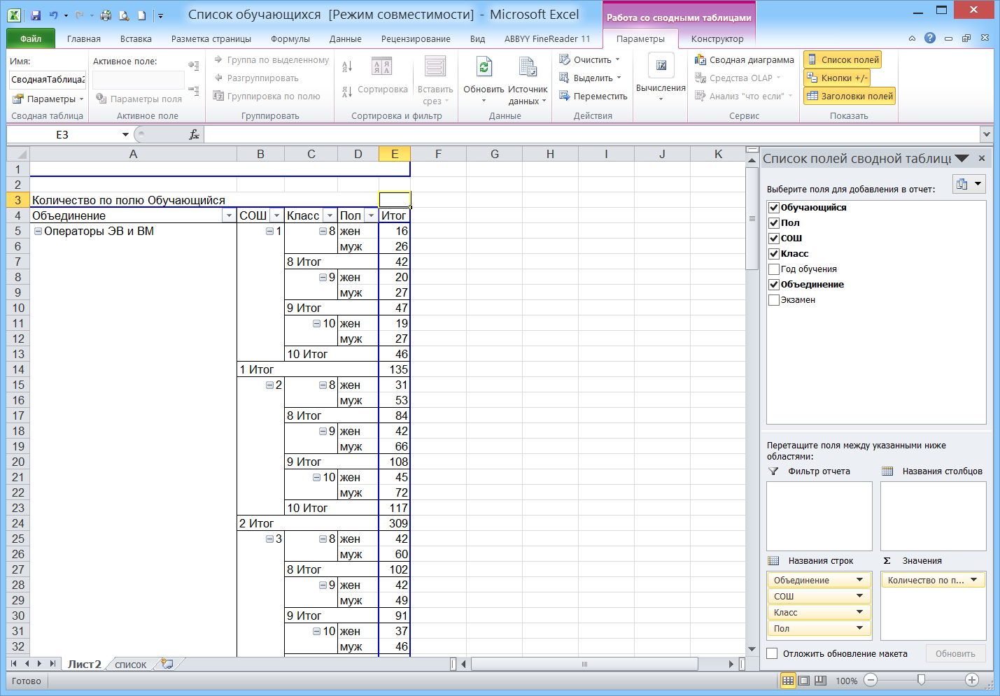 Список обучающихся [Режим совместимости] - Microsoft Excel
Работа со сводными таблицами
Файл Главная Вставка Разметка страницы Формулы Данные Рецензирование Вид ABBYY FineReader 11 Параметры Конструктор
Имя:
СводнаяТаблица2
Параметры
Сводная таблица
Активное поле:
Параметры поля
Активное поле
Группа по выделенному
Разгруппировать
Группировка по полю
Группировать
Сортировка
Вставить
срез
Сортировка и фильтр
Обновить
Источник
данных
Данные
Очистить
Выделить
Переместить
Действия
Вычисления
Сводная диаграмма
Средства OLAP
Анализ "что если"
Сервис
Список полей
Кнопки +/-
Заголовки полей
Показать
E3 fx
A B C D E F G H I J K
1
2
3 Количество по полю Обучающийся
4 Объединение СОШ Класс Пол Итог
5 Операторы ЭВ и ВМ 1 8 жен 16
6 муж 26
7 8 Итог 42
8 9 жен 20
9 муж 27
10 9 Итог 47
11 10 жен 19
12 муж 27
13 10 Итог 46
14 1 Итог 135
15 2 8 жен 31
16 муж 53
17 8 Итог 84
18 9 жен 42
19 муж 66
20 9 Итог 108
21 10 жен 45
22 муж 72
23 10 Итог 117
24 2 Итог 309
25 3 8 жен 42
26 муж 60
27 8 Итог 102
28 9 жен 42
29 муж 49
30 9 Итог 91
31 10 жен 37
32 муж 46
Список полей сводной таблиц
Выберите поля для добавления в отчет:
Обучающийся
Пол
СОШ
Класс
Год обучения
Объединение
Экзамен
Перетащите поля между указанными ниже
областями:
Фильтр отчета
Названия столбцов
Названия строк
Σ Значения
Объединение
СОШ
Класс
Пол
Количество по п...
Отложить обновление макета
Обновить
Лист2 список
Готово
100%